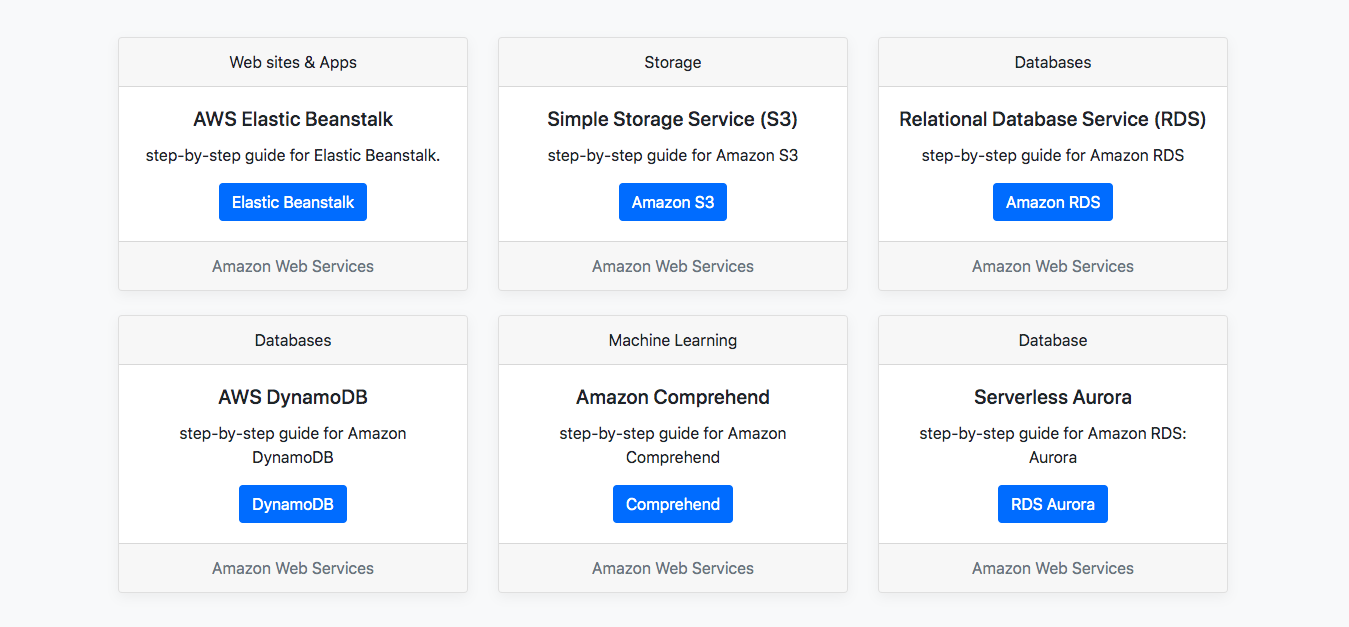 Web sites & Apps
AWS Elastic Beanstalk
step-by-step guide for Elastic Beanstalk.
Elastic Beanstalk
Amazon Web Services
Storage
Simple Storage Service (S3)
step-by-step guide for Amazon S3
Amazon S3
Amazon Web Services
Databases
Relational Database Service (RDS)
step-by-step guide for Amazon RDS
Amazon RDS
Amazon Web Services
Databases
AWS DynamoDB
step-by-step guide for Amazon
DynamoDB
DynamoDB
Amazon Web Services
Machine Learning
Amazon Comprehend
step-by-step guide for Amazon
Comprehend
Comprehend
Amazon Web Services
Database
Serverless Aurora
step-by-step guide for Amazon RDS:
Aurora
RDS Aurora
Amazon Web Services